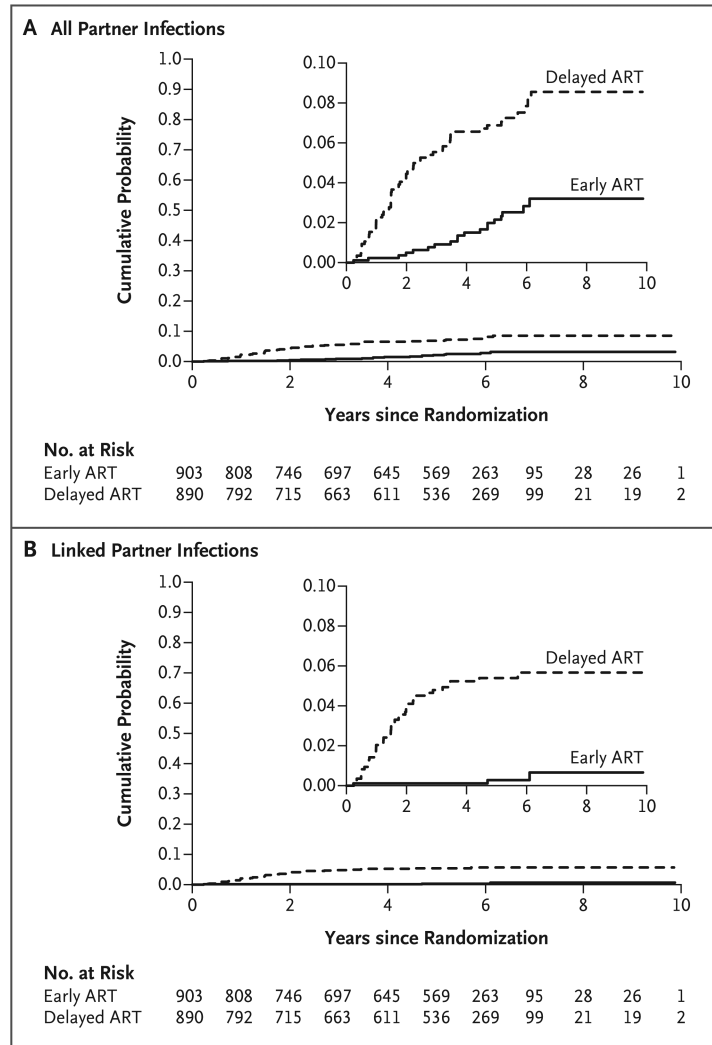 A All Partner Infections
1.0
0.9
0.8
0.7
0.6
0.5
0.4
0.3
0.2
0.1
0.0
Cumulative Probability
0 2 4 6 8 10
Years since Randomization
0.10
0.08
0.06
0.04
0.02
0.00
0 2 4 6 8 10
Delayed ART
Early ART
No. at Risk
Early ART 903 808 746 697 645 569 263 95 28 26 1
Delayed ART 890 792 715 663 611 536 269 99 21 19 2
B Linked Partner Infections
1.0
0.9
0.8
0.7
0.6
0.5
0.4
0.3
0.2
0.1
0.0
Cumulative Probability
0 2 4 6 8 10
Years since Randomization
0.10
0.08
0.06
0.04
0.02
0.00
0 2 4 6 8 10
Delayed ART
Early ART
No. at Risk
Early ART 903 808 746 697 645 569 263 95 28 26 1
Delayed ART 890 792 715 663 611 536 269 99 21 19 2